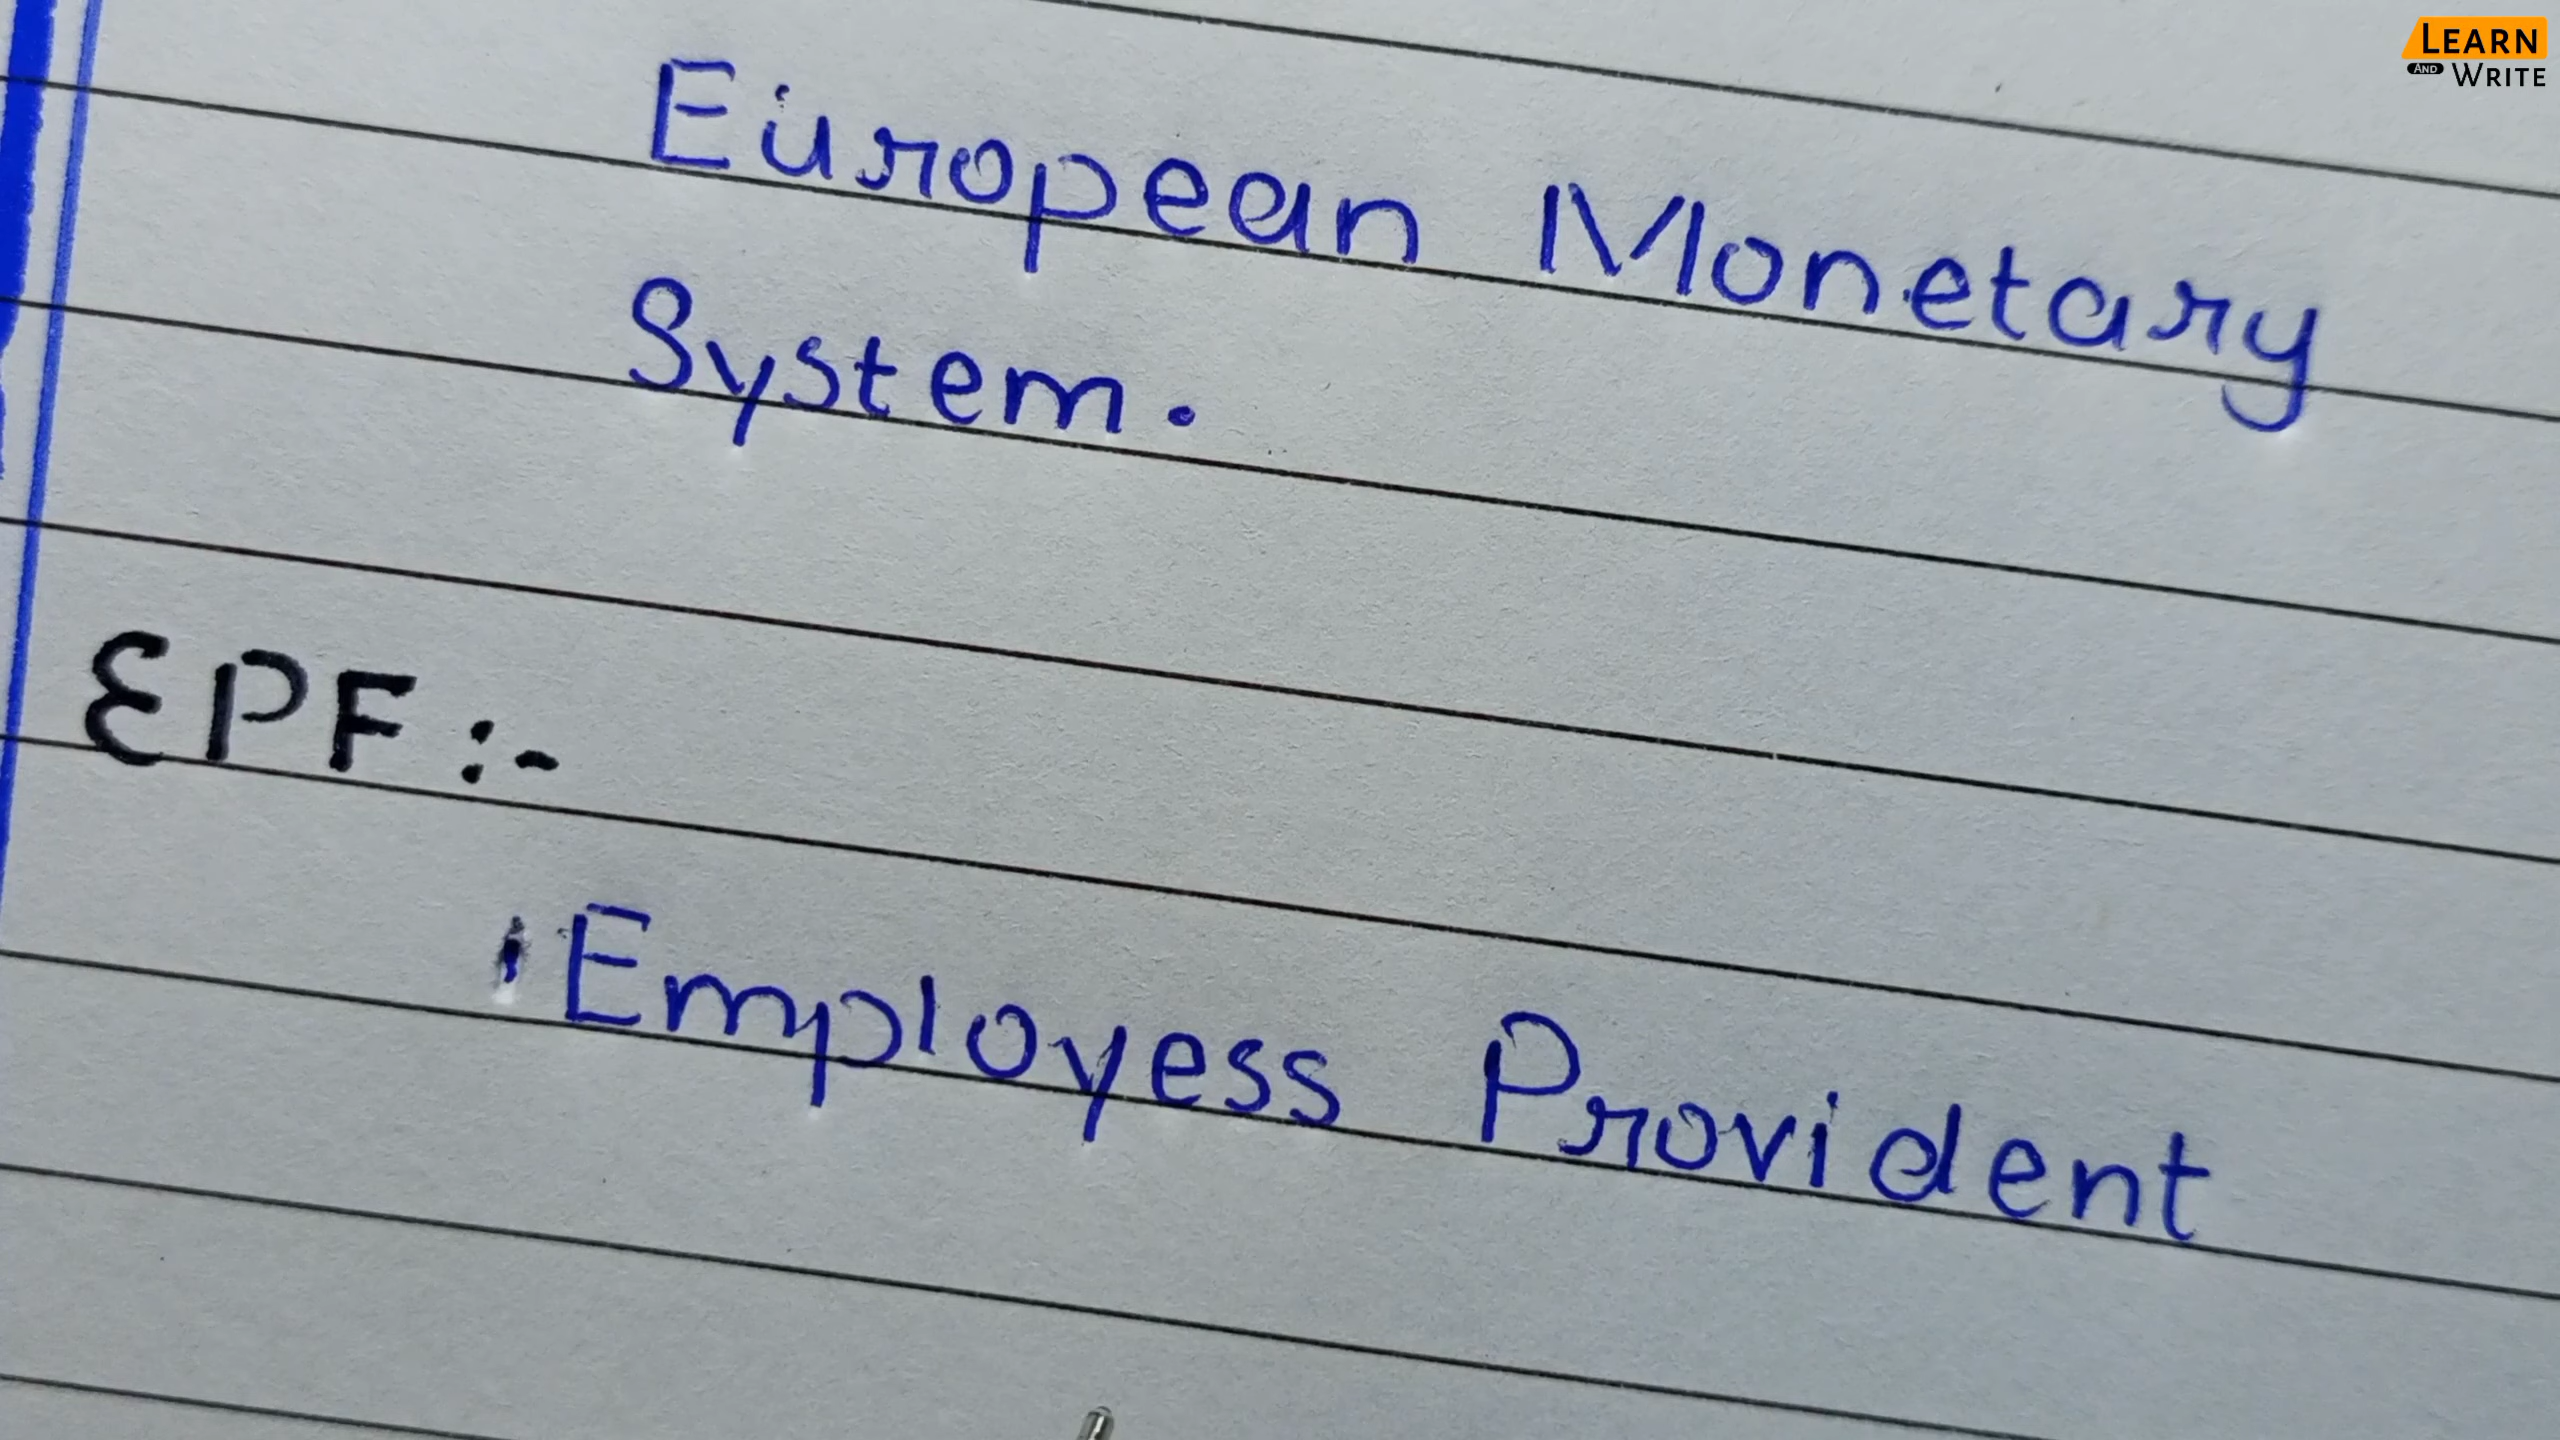 LEARN
AND WRITE
European Monetary
System.
EPF :-
Employess Provident